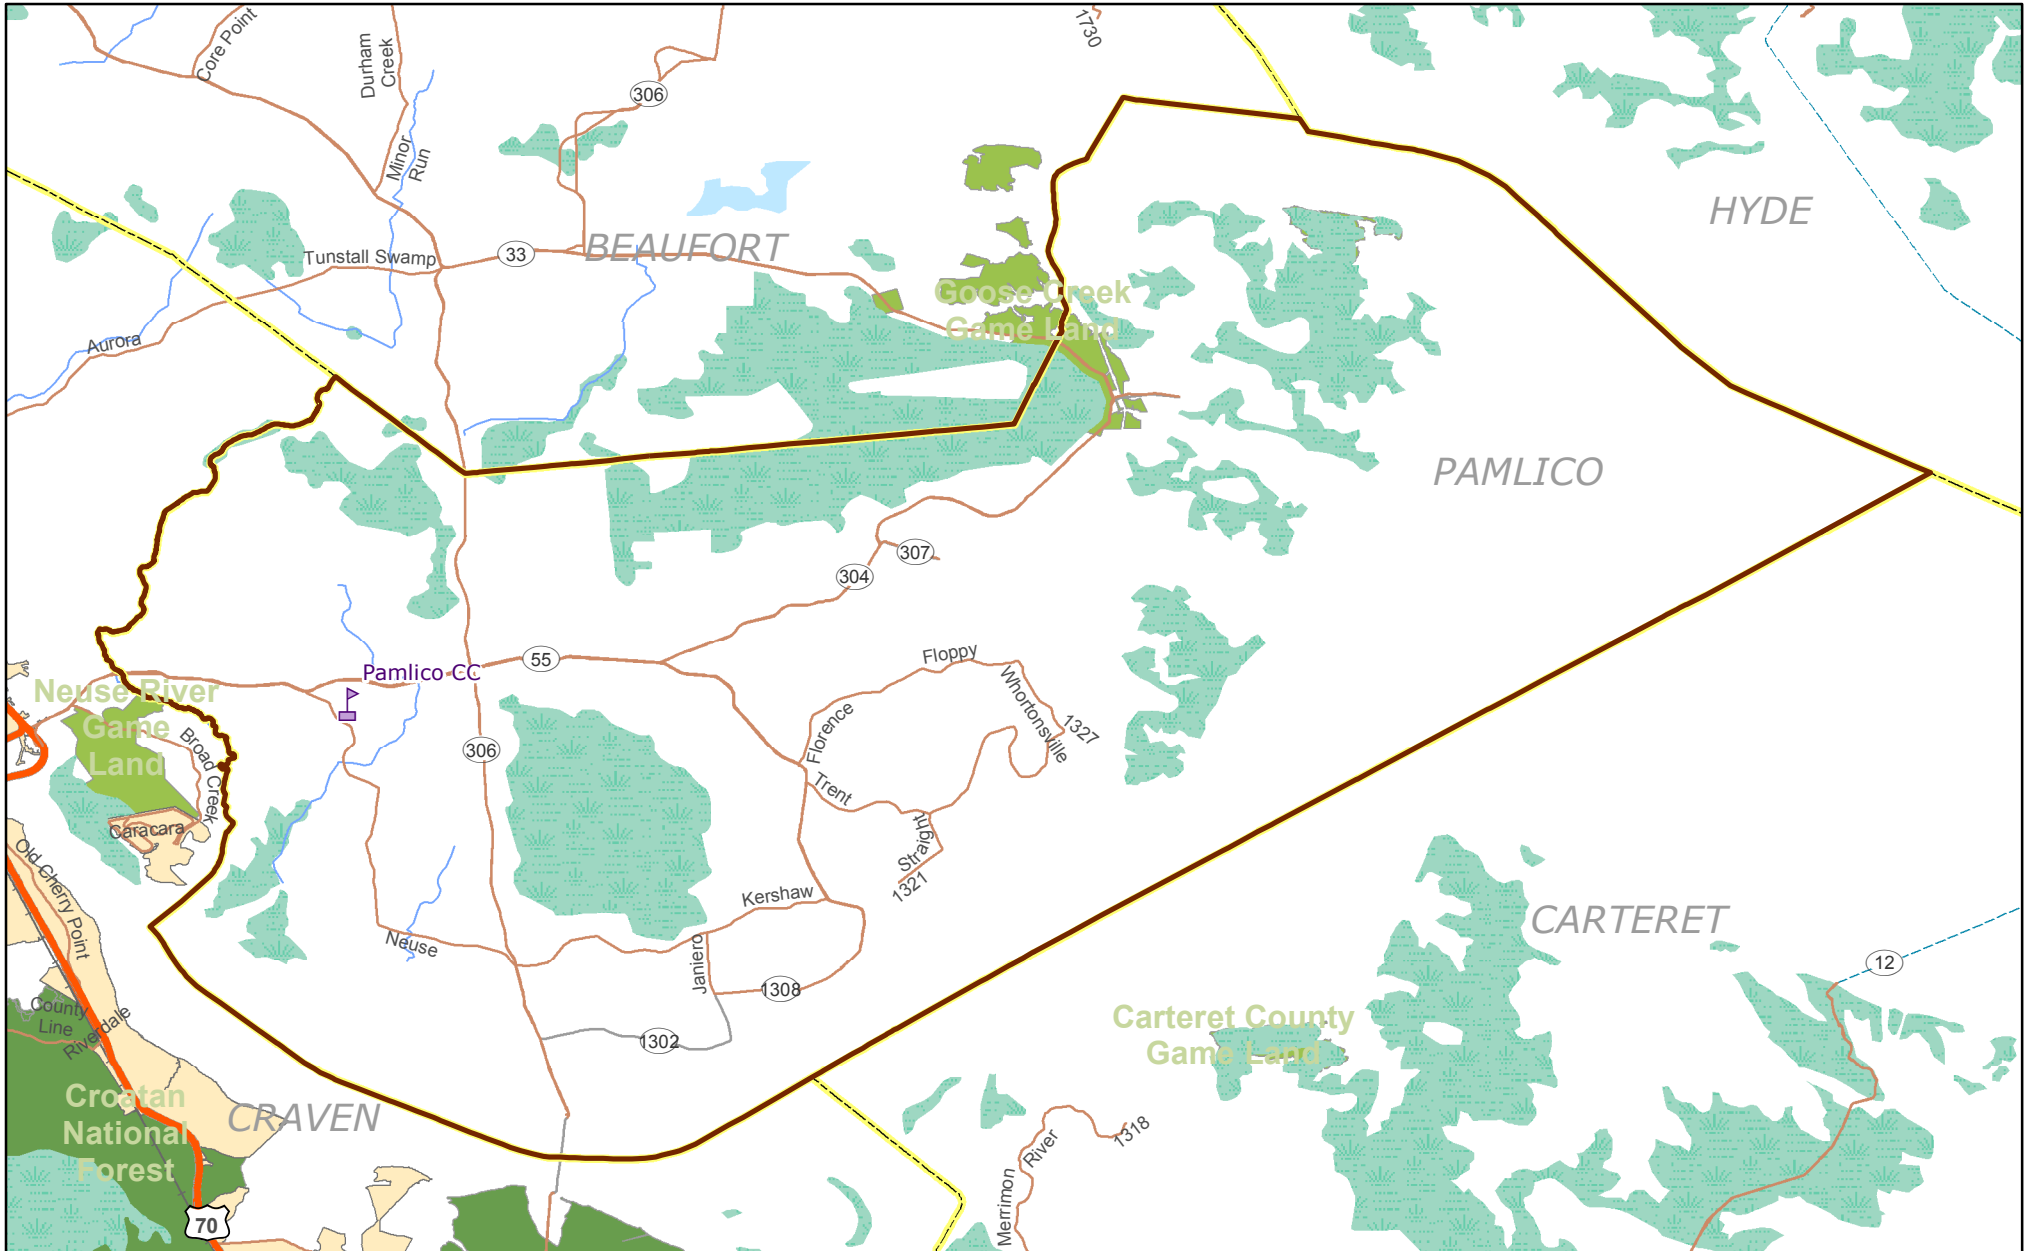 Core Point
Durham
Creek
1730
306
Minor
Run
HYDE
Tunstall Swamp
33
BEAUFORT
Goose Creek
Game Land
Aurora
PAMLICO
307
304
Floppy
55
Pamlico CC
Neuse River
Game
Land
Broad Creek
306
Florence
Whortonsville
1327
Trent
Straight
1321
Caracara
Old Cherry Point
Kershaw
Neuse
Janiero
1308
1302
CARTERET
12
County
Line
Riverdale
Carteret County
Game Land
Croatan
National
Forest
CRAVEN
1318
River
Merrimon
70